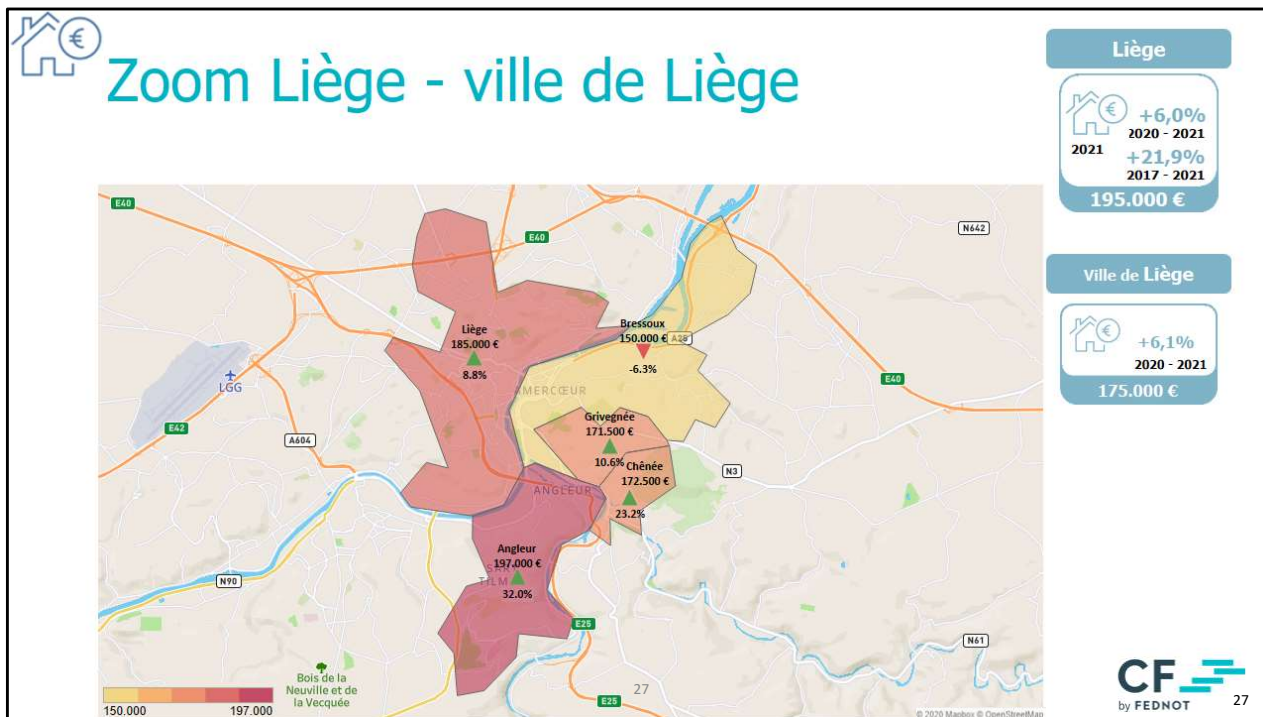 €
Zoom Liège - ville de Liège
Liège
€
+6,0%
2020 - 2021
2021
+21,9%
2017 - 2021
195.000 €
Ville de Liège
€
+6,1%
2020 - 2021
175.000 €
E40
E40
N642
Liège
185.000 €
8.8%
Bressoux
150.000 €
A25
-6.3%
LGG
E40
AMERCŒUR
E42
A604
Grivegnée
171.500 €
10.6%
Chênée
172.500 €
23.2%
N3
ANGLEUR
Angleur
197.000 €
SAR
TILM
32.0%
N90
E25
N61
Bois de la
Neuville et de
la Vecquée
E25
27
150.000
197.000
© 2020 Mapbox © OpenStreetMap
CF
by FEDNOT
27